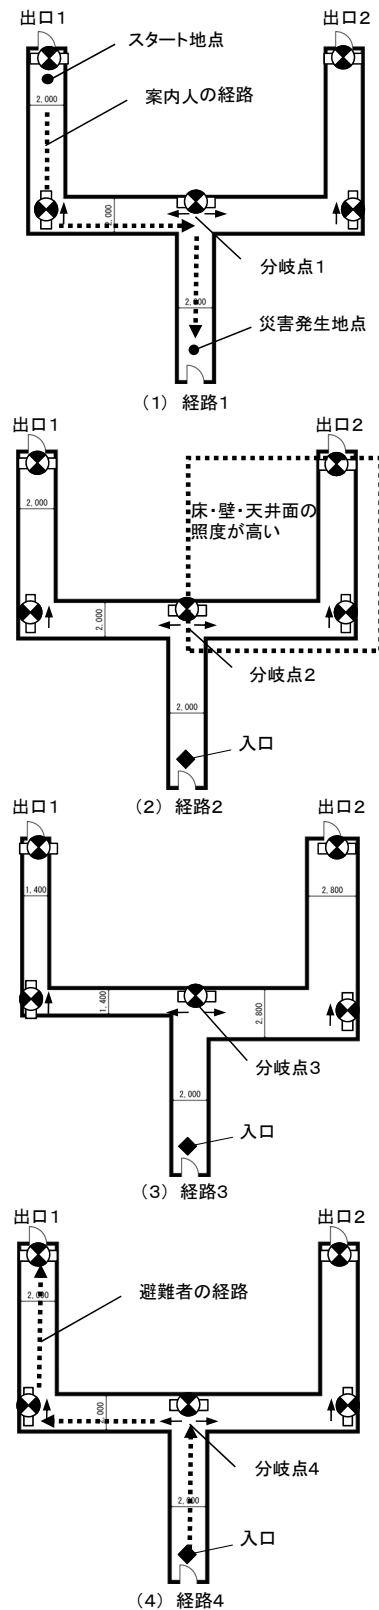 出口1
出口2
スタート地点
2,000
案内人の経路
2,000
分岐点1
2,000
災害発生地点
(1) 経路1
出口1
出口2
2,000
床・壁・天井面の
照度が高い
2,000
分岐点2
2,000
入口
(2) 経路2
出口1
出口2
1,400
2,800
1,400
2,800
分岐点3
2,000
入口
(3) 経路3
出口1
出口2
2,000
避難者の経路
2,000
分岐点4
2,000
入口
(4) 経路4